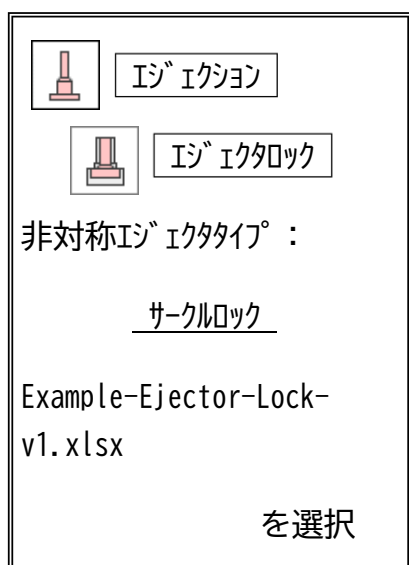 ｴｼﾞｪｸｼｮﾝ
ｴｼﾞｪｸﾀﾛｯｸ
非対称ｴｼﾞｪｸﾀﾀｲﾌﾟ：
ｻｰｸﾙﾛｯｸ
Example-Ejector-Lock-
v1.xlsx
を選択